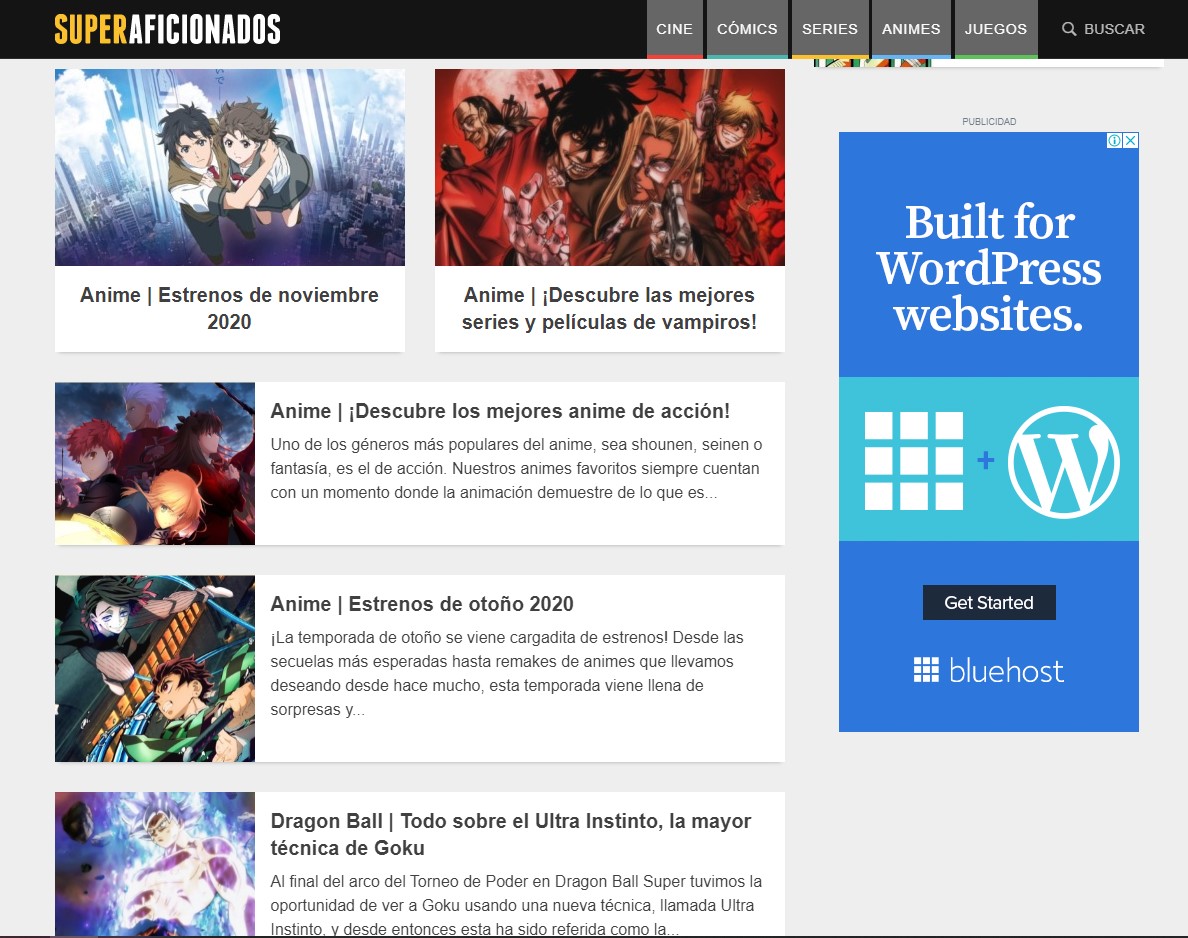 SUPERAFICIONADOS
CINE
CÓMICS
SERIES
ANIMES
JUEGOS
BUSCAR
Anime | Estrenos de noviembre
2020
Anime | ¡Descubre las mejores
series y películas de vampiros!
Anime | ¡Descubre los mejores anime de acción!
Uno de los géneros más populares del anime, sea shounen, seinen o
fantasía, es el de acción. Nuestros animes favoritos siempre cuentan
con un momento donde la animación demuestre de lo que es...
Anime | Estrenos de otoño 2020
¡La temporada de otoño se viene cargadita de estrenos! Desde las
secuelas más esperadas hasta remakes de animes que llevamos
deseando desde hace mucho, esta temporada viene llena de
sorpresas y...
Dragon Ball | Todo sobre el Ultra Instinto, la mayor
técnica de Goku
Al final del arco del Torneo de Poder en Dragon Ball Super tuvimos la
oportunidad de ver a Goku usando una nueva técnica, llamada Ultra
Instinto, y desde entonces esta ha sido referida como la...
PUBLICIDAD
Built for
WordPress
websites.
+
W
Get Started
bluehost